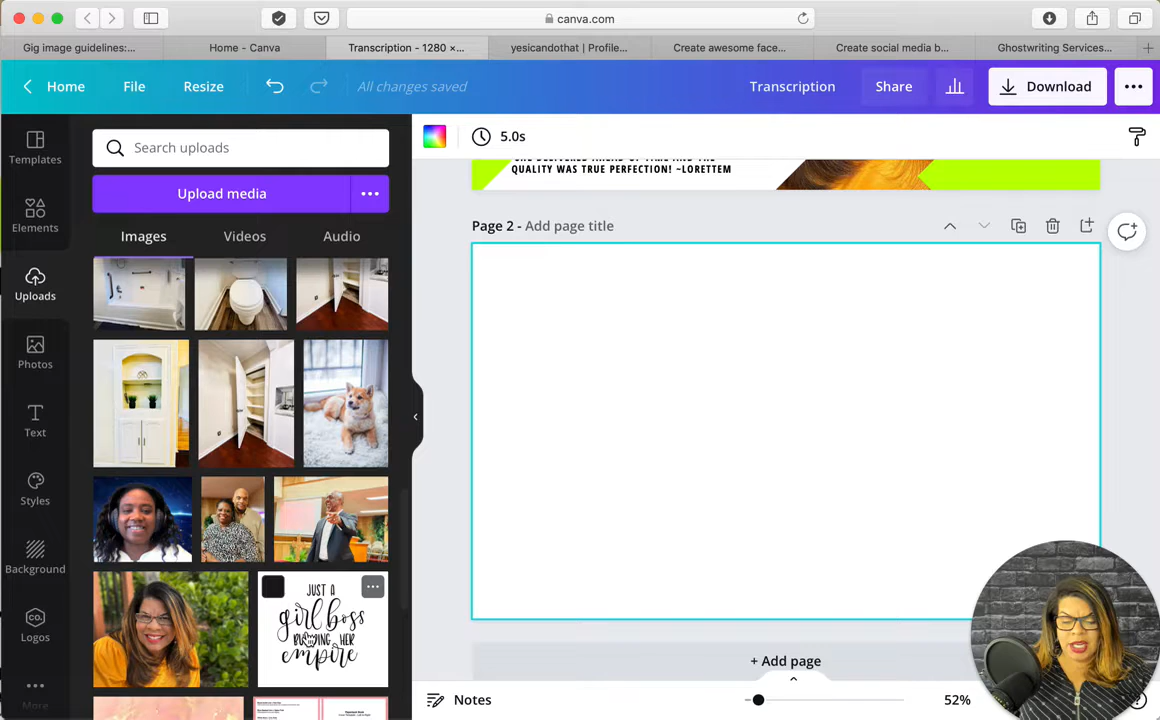 canva.com
Gig image guidelines:...
Home - Canva
Transcription - 1280 ×...
yesicandothat | Profile...
Create awesome face...
Create social media b...
Ghostwriting Services...
Home
File
Resize
All changes saved
Transcription
Share
Download
Templates
Elements
Uploads
Photos
Text
Styles
Background
CO.
Logos
More
Search uploads
Upload media
Images
Videos
Audio
JUST A
girl boss
BUILDING HER
empire
5.0s
QUALITY WAS TRUE PERFECTION! ~LORETTEM
Page 2 - Add page title
+ Add page
Notes
52%